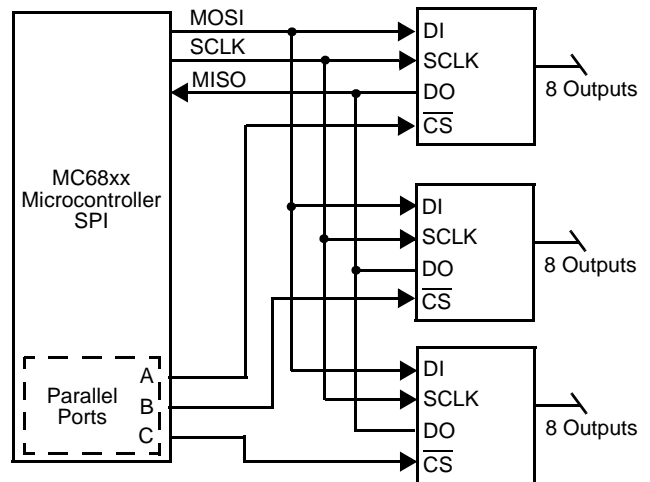 MOSI
SCLK
MISO
MC68xx
Microcontroller
SPI
Parallel
Ports
A
B
C
DI
SCLK
DO
CS
8 Outputs
DI
SCLK
DO
CS
8 Outputs
DI
SCLK
DO
CS
8 Outputs